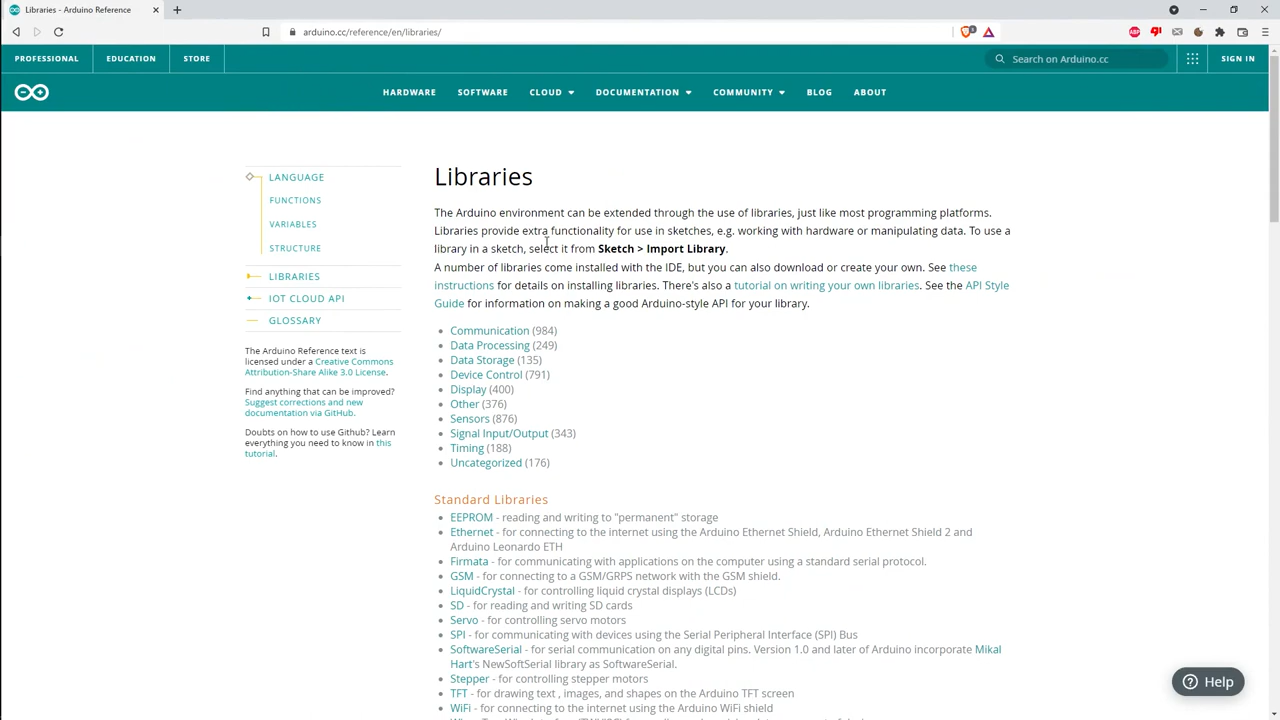 Libraries - Arduino Reference
arduino.cc/reference/en/libraries/
PROFESSIONAL
EDUCATION
STORE
Search on Arduino.cc
SIGN IN
HARDWARE
SOFTWARE
CLOUD
DOCUMENTATION
COMMUNITY
BLOG
ABOUT
LANGUAGE
FUNCTIONS
VARIABLES
STRUCTURE
LIBRARIES
IOT CLOUD API
GLOSSARY
The Arduino Reference text is
licensed under a Creative Commons
Attribution-Share Alike 3.0 License.
Find anything that can be improved?
Suggest corrections and new
documentation via GitHub.
Doubts on how to use Github? Learn
everything you need to know in this
tutorial.
Libraries
The Arduino environment can be extended through the use of libraries, just like most programming platforms.
Libraries provide extra functionality for use in sketches, e.g. working with hardware or manipulating data. To use a
library in a sketch, select it from Sketch > Import Library.
A number of libraries come installed with the IDE, but you can also download or create your own. See these
instructions for details on installing libraries. There's also a tutorial on writing your own libraries. See the API Style
Guide for information on making a good Arduino-style API for your library.
Communication (984)
Data Processing (249)
Data Storage (135)
Device Control (791)
Display (400)
Other (376)
Sensors (876)
Signal Input/Output (343)
Timing (188)
Uncategorized (176)
Standard Libraries
EEPROM - reading and writing to "permanent" storage
Ethernet - for connecting to the internet using the Arduino Ethernet Shield, Arduino Ethernet Shield 2 and
Arduino Leonardo ETH
Firmata - for communicating with applications on the computer using a standard serial protocol.
GSM - for connecting to a GSM/GRPS network with the GSM shield.
LiquidCrystal - for controlling liquid crystal displays (LCDs)
SD - for reading and writing SD cards
Servo - for controlling servo motors
SPI - for communicating with devices using the Serial Peripheral Interface (SPI) Bus
SoftwareSerial - for serial communication on any digital pins. Version 1.0 and later of Arduino incorporate Mikal
Hart's NewSoftSerial library as SoftwareSerial.
Stepper - for controlling stepper motors
TFT - for drawing text , images, and shapes on the Arduino TFT screen
WiFi - for connecting to the internet using the Arduino WiFi shield
Help